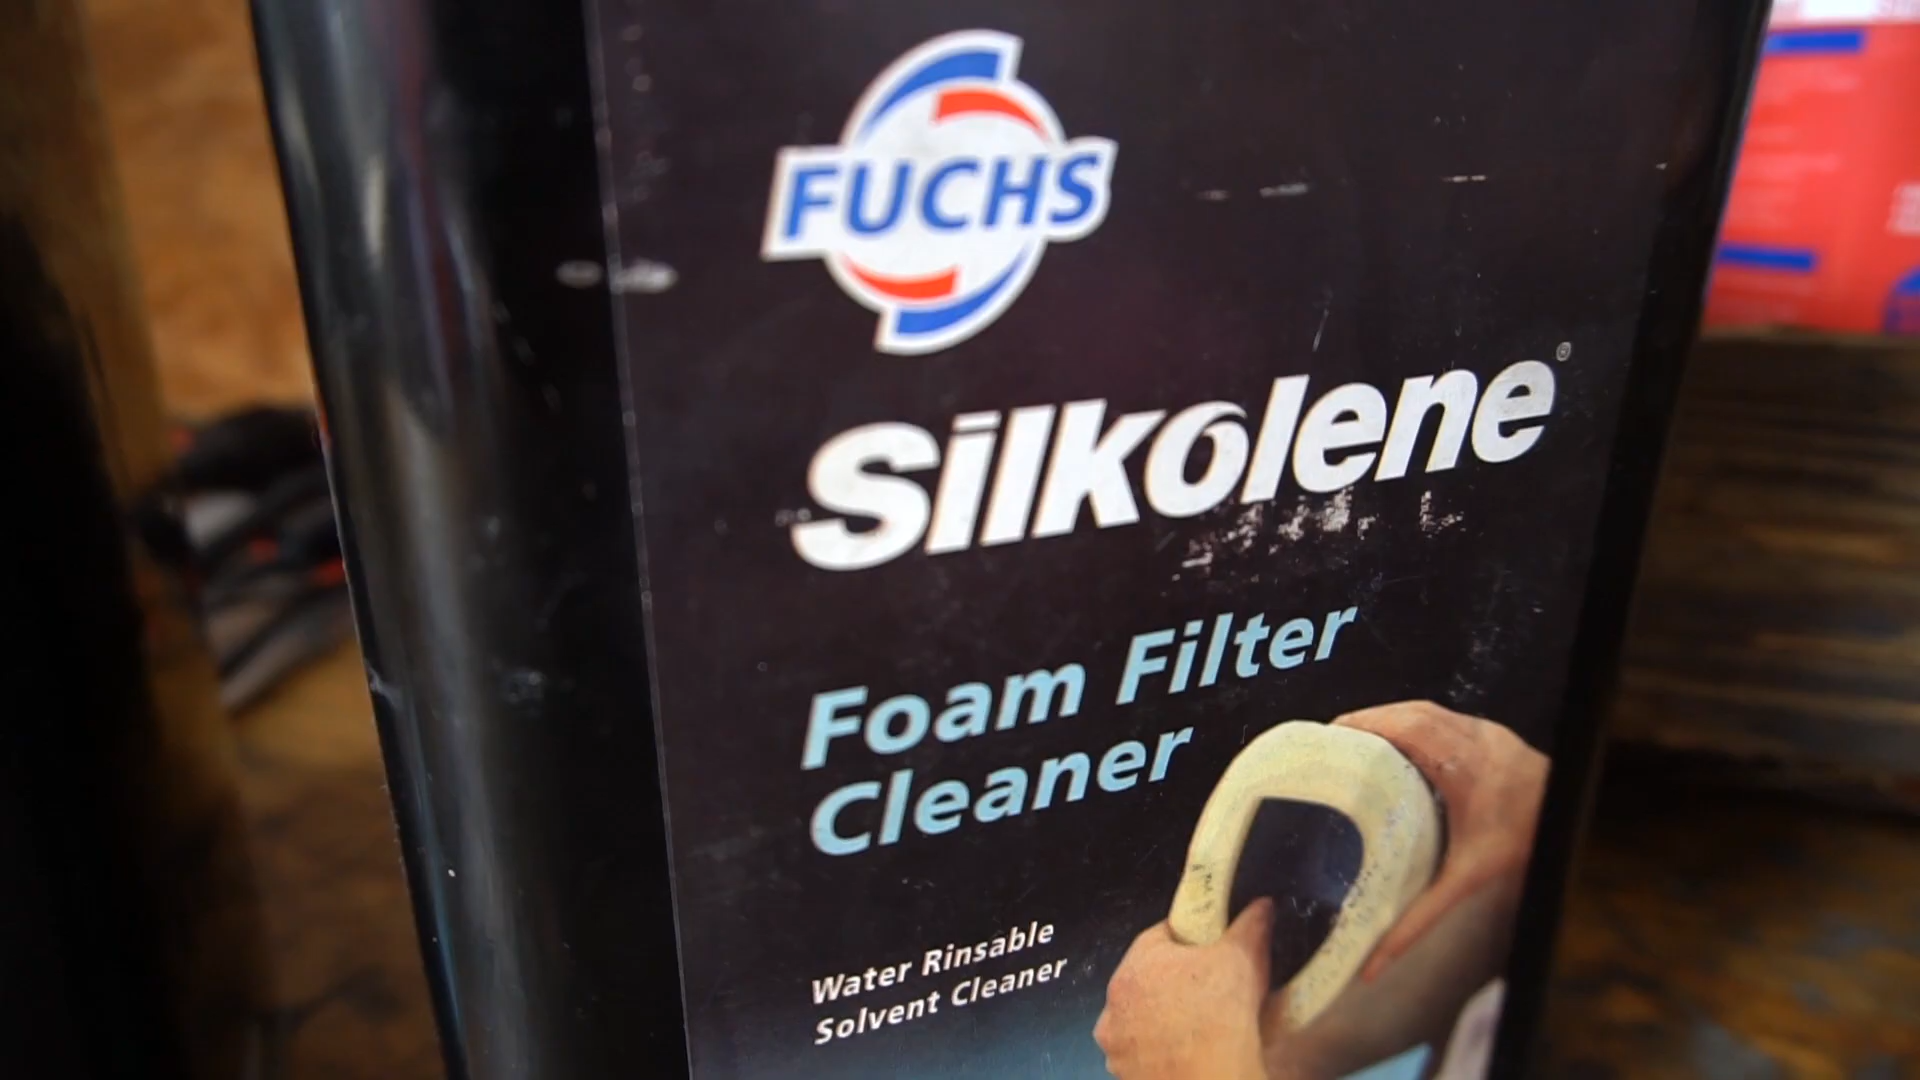 FUCHS
Silkolene®
Foam Filter
Cleaner
Water Rinsable
Solvent Cleaner